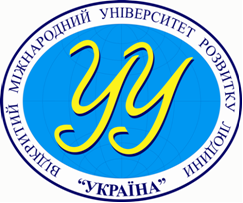 ВІДКРИТИЙ МІЖНАРОДНИЙ УНІВЕРСИТЕТ РОЗВИТКУ ЛЮДИНИ
УУ
“УКРАЇНА”